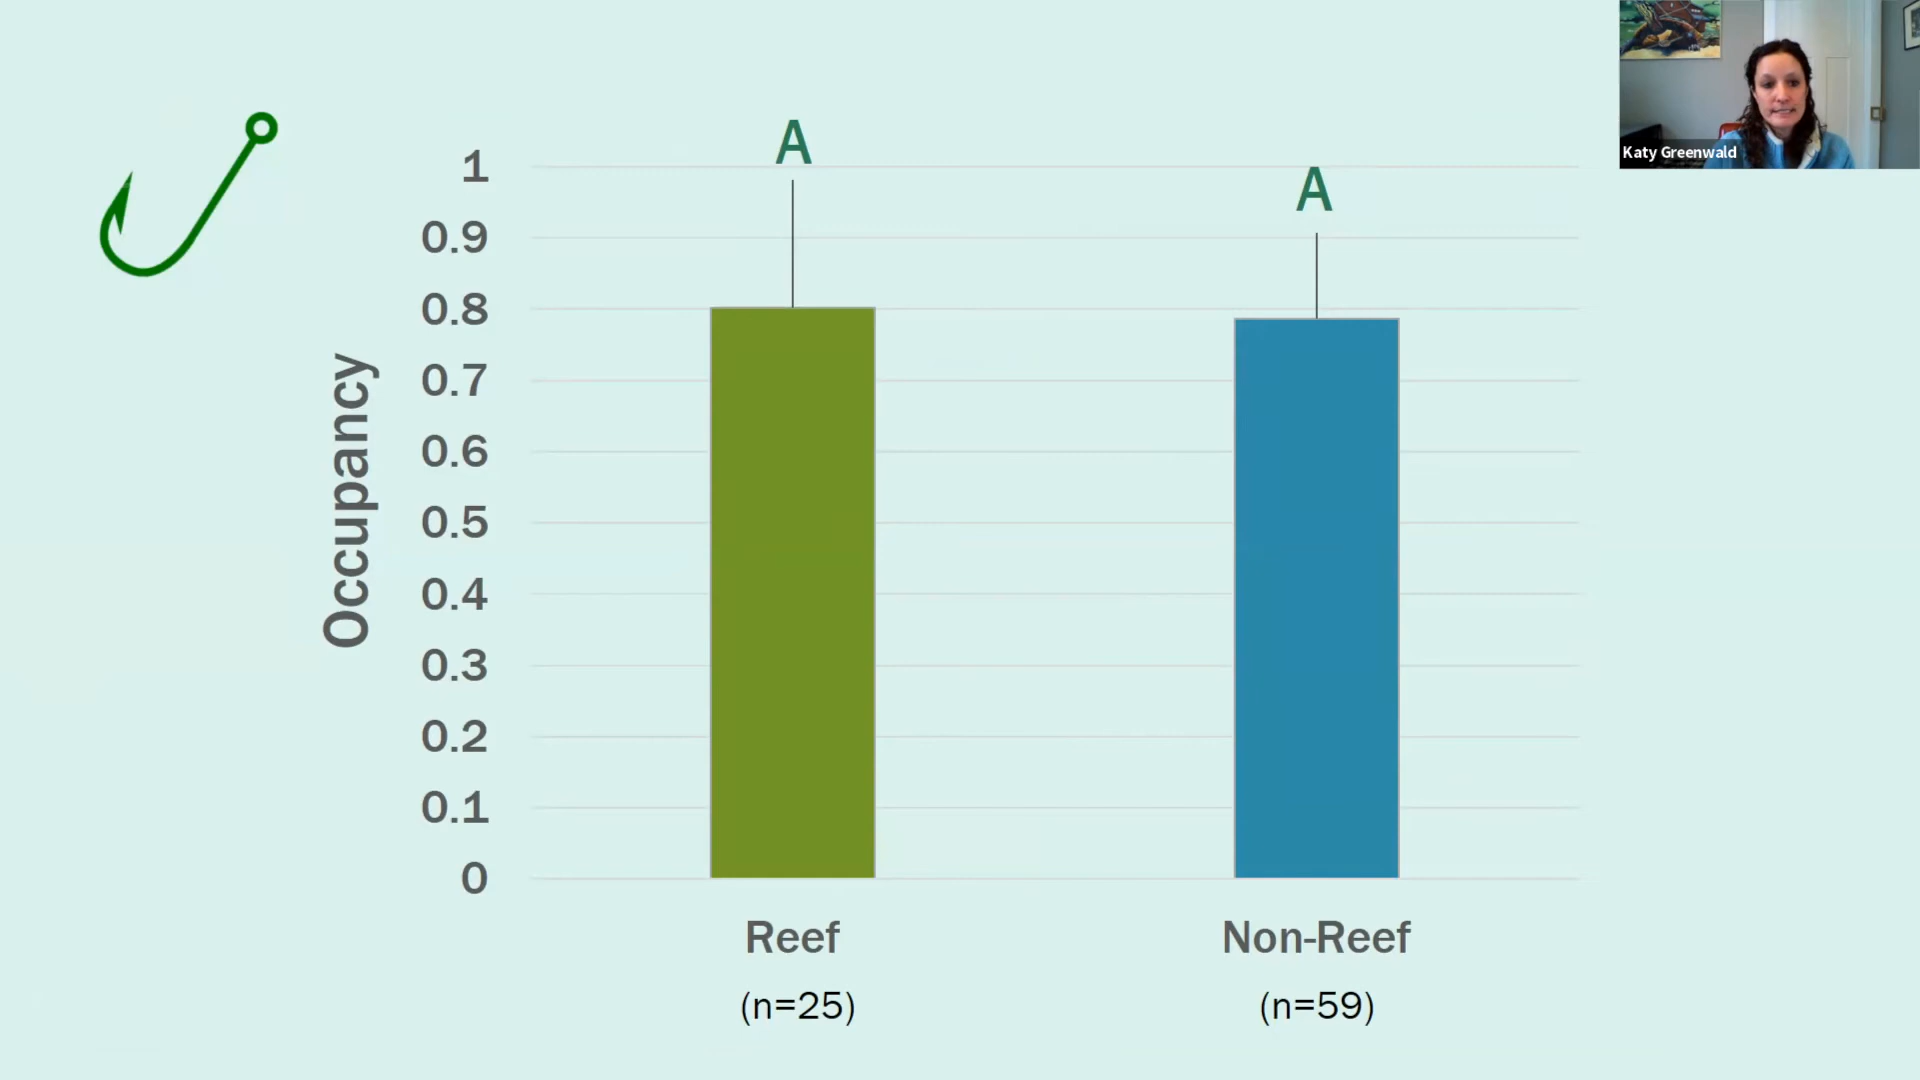 Katy Greenwald
A
A
1
0.9
0.8
0.7
0.6
0.5
0.4
0.3
0.2
0.1
0
Occupancy
Reef
Non-Reef
(n=25)
(n=59)